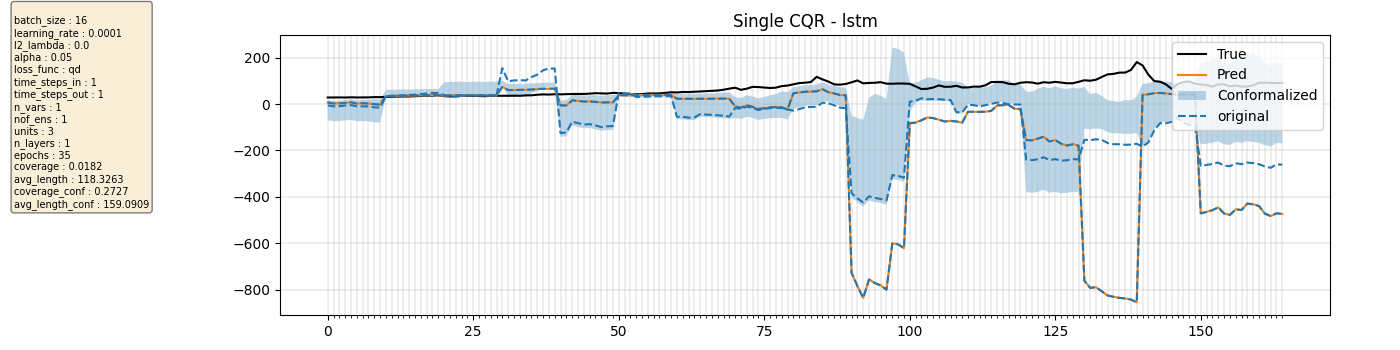 batch_size : 16
learning_rate : 0.0001
l2_lambda : 0.0
alpha : 0.05
loss_func : qd
time_steps_in : 1
time_steps_out : 1
n_vars : 1
nof_ens : 1
units : 3
n_layers : 1
epochs : 35
coverage : 0.0182
avg_length : 118.3263
coverage_conf : 0.2727
avg_length_conf : 159.0909
Single CQR - lstm
200
0
−200
−400
−600
−800
True
Pred
Conformalized
original
0 25 50 75 100 125 150